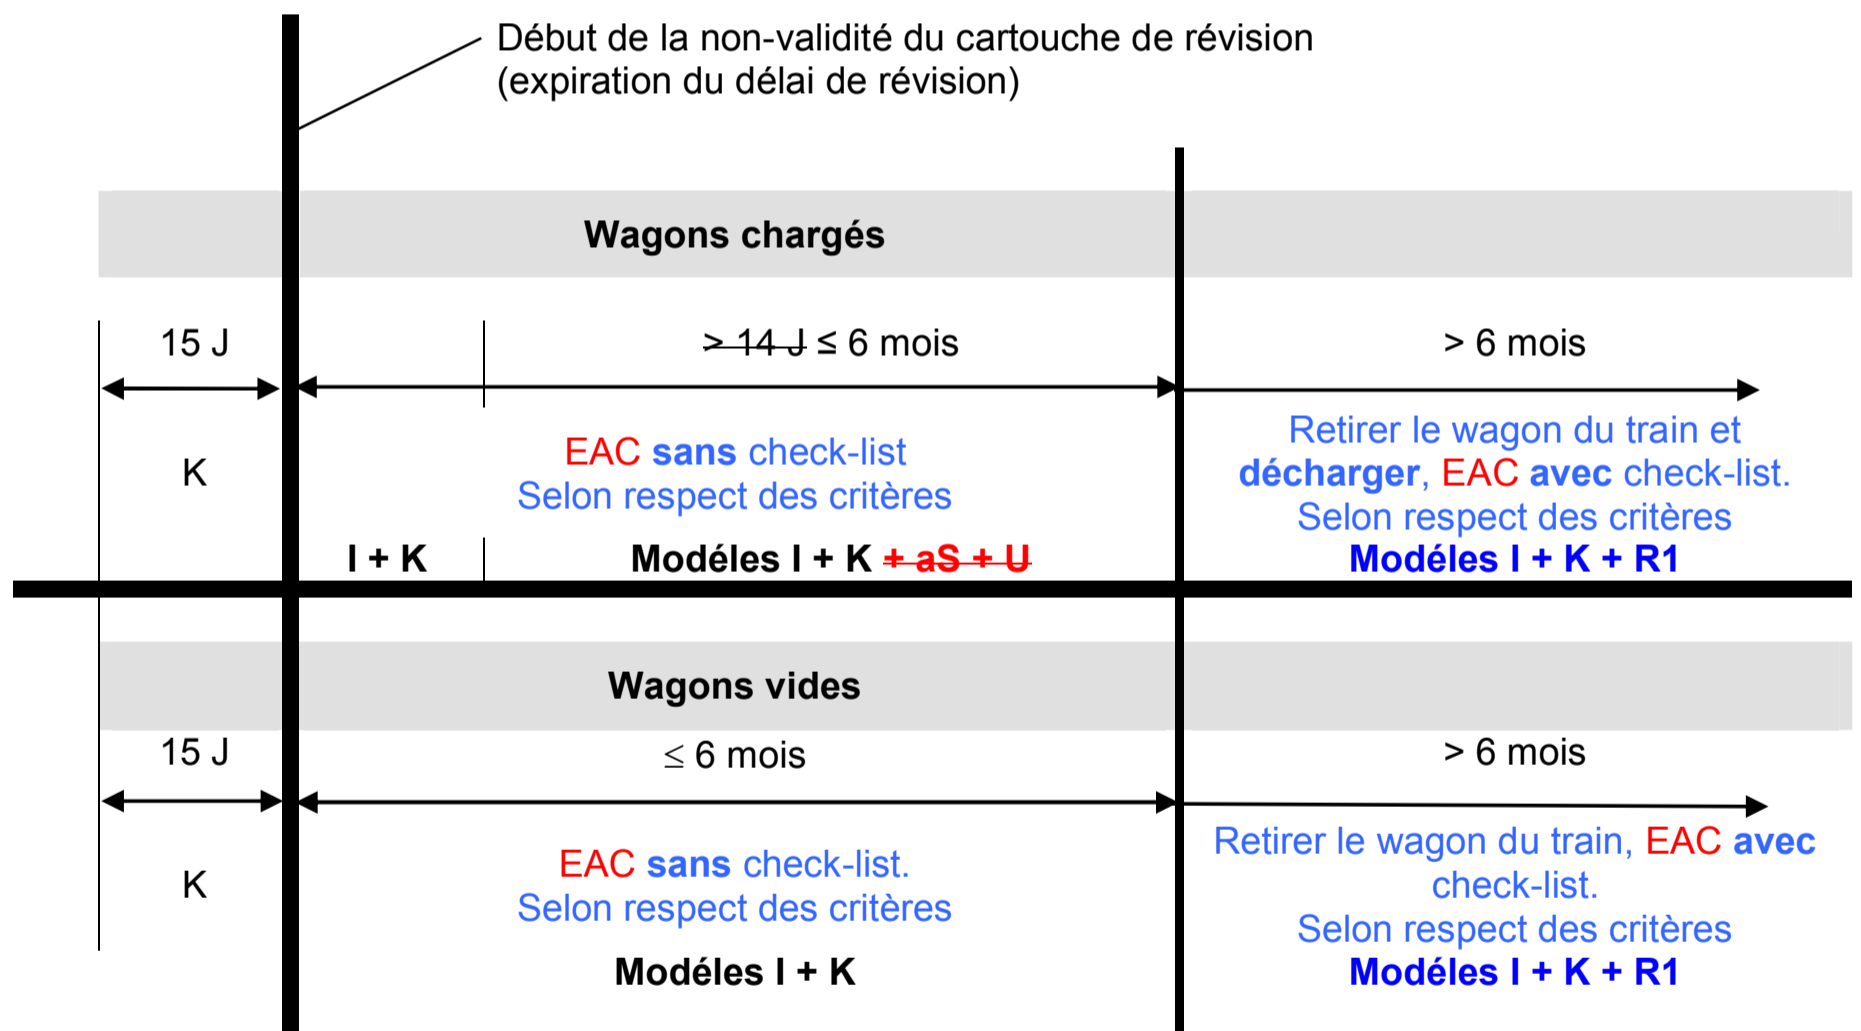 Début de la non-validité du cartouche de révision
(expiration du délai de révision)
Wagons chargés
15 J
> 14 J ≤ 6 mois
> 6 mois
K
EAC sans check-list
Selon respect des critères
Retirer le wagon du train et
décharger, EAC avec check-list.
Selon respect des critères
I + K
Modéles I + K + aS + U
Modéles I + K + R1
Wagons vides
15 J
≤ 6 mois
> 6 mois
K
EAC sans check-list.
Selon respect des critères
Modéles I + K
Retirer le wagon du train, EAC avec
check-list.
Selon respect des critères
Modéles I + K + R1